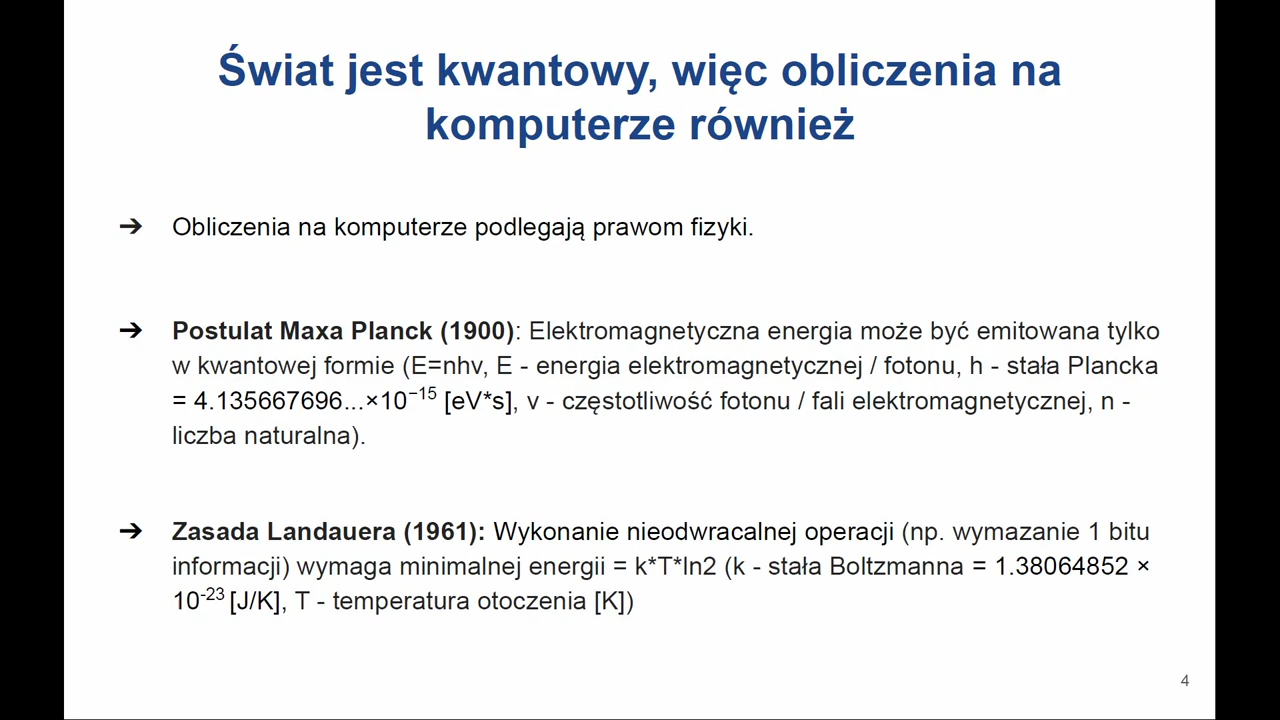 Świat jest kwantowy, więc obliczenia na
komputerze również
➔ Obliczenia na komputerze podlegają prawom fizyki.
➔ Postulat Maxa Planck (1900): Elektromagnetyczna energia może być emitowana tylko
w kwantowej formie (E=nhv, E - energia elektromagnetycznej / fotonu, h - stała Plancka
= 4.135667696...×10⁻¹⁵ [eV*s], v - częstotliwość fotonu / fali elektromagnetycznej, n -
liczba naturalna).
➔ Zasada Landauera (1961): Wykonanie nieodwracalnej operacji (np. wymazanie 1 bitu
informacji) wymaga minimalnej energii = k*T*ln2 (k - stała Boltzmanna = 1.38064852 ×
10⁻²³ [J/K], T - temperatura otoczenia [K])
4